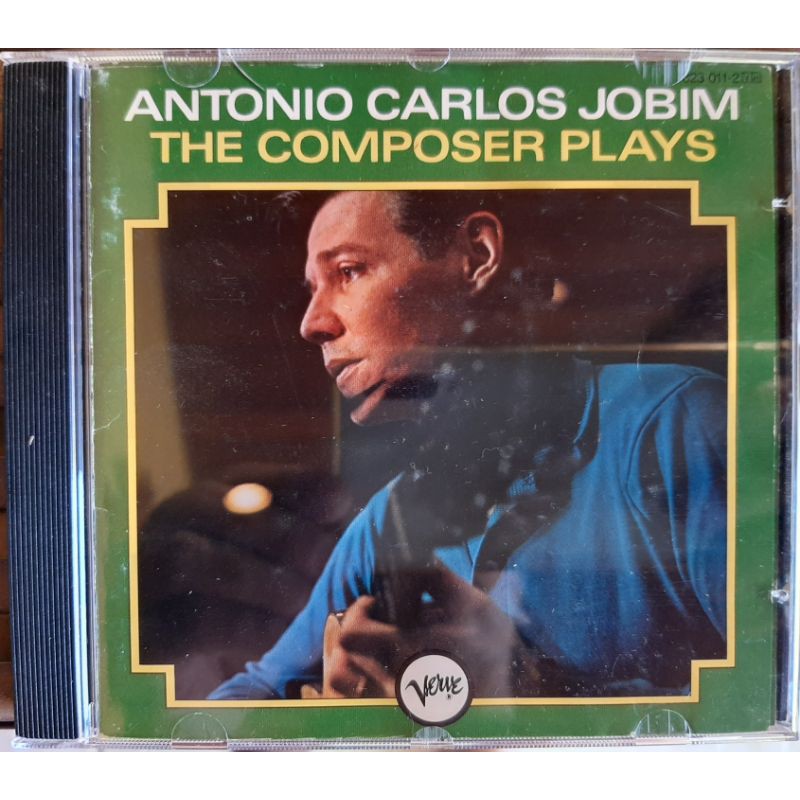 ANTONIO CARLOS JOBIM
THE COMPOSER PLAYS
Verve